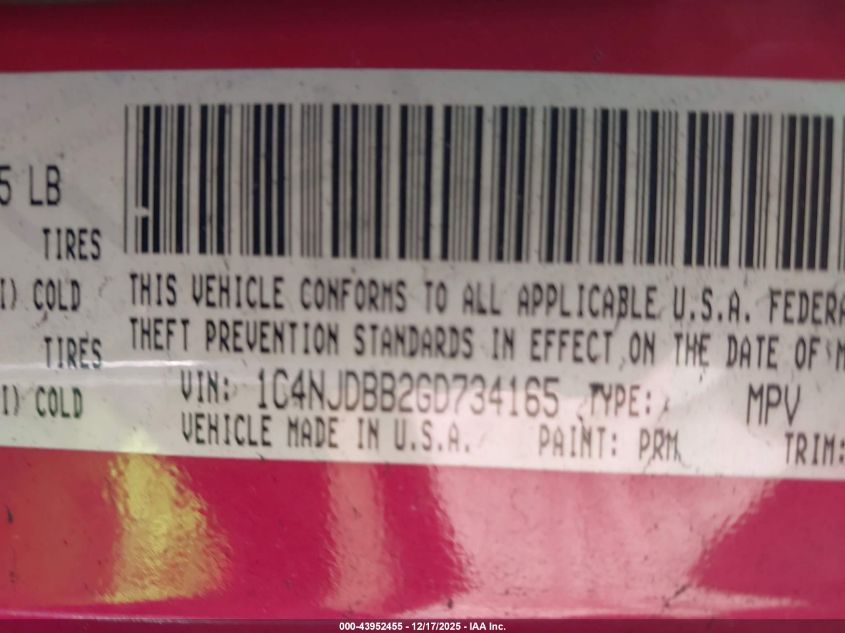 5 LB
TIRES
I) COLD
TIRES
I) COLD
THIS VEHICLE CONFORMS TO ALL APPLICABLE U.S.A. FEDERA
THEFT PREVENTION STANDARDS IN EFFECT ON THE DATE OF M
VIN: 1C4NJDBB2GD734165 TYPE: MPV
VEHICLE MADE IN U.S.A. PAINT: PRM TRIM:
000-43952455 - 12/17/2025 - IAA Inc.